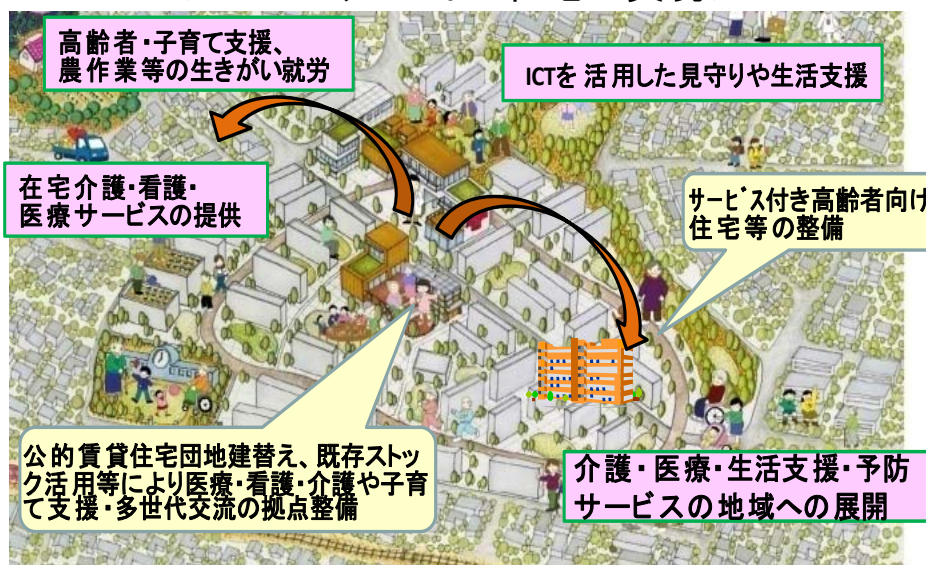 高齢者・子育て支援、
農作業等の生きがい就労
ICTを活用した見守りや生活支援
在宅介護・看護・
医療サービスの提供
サービス付き高齢者向け
住宅等の整備
公的賃貸住宅団地建替え、既存ストッ
ク活用等により医療・看護・介護や子育
て支援・多世代交流の拠点整備
介護・医療・生活支援・予防
サービスの地域への展開